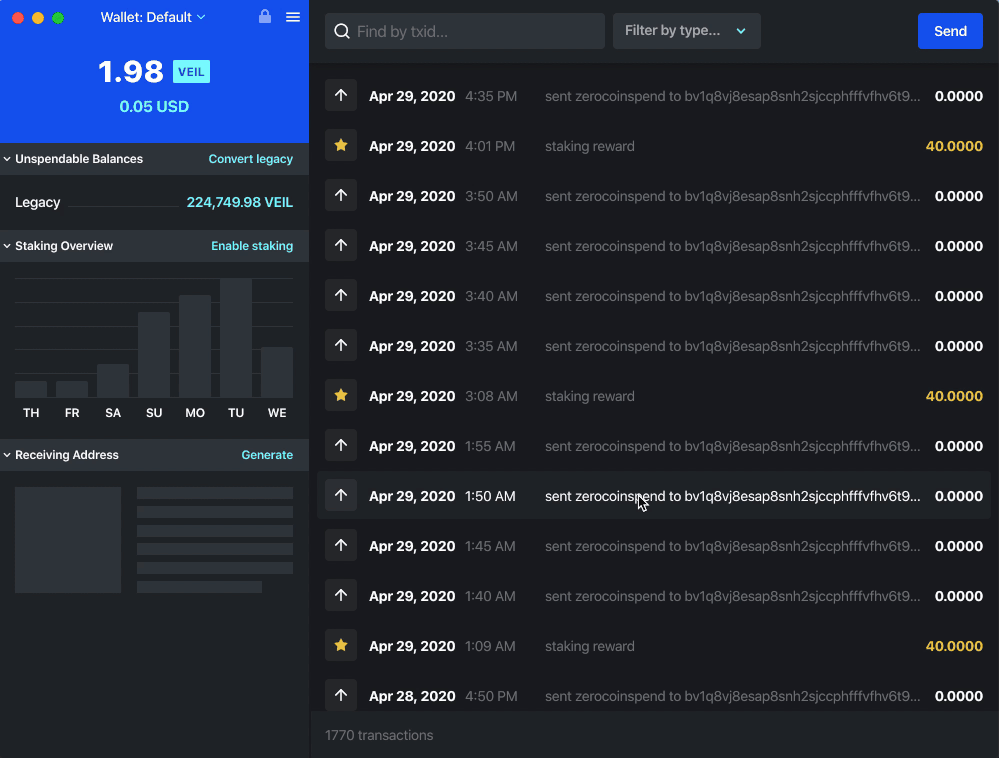 Wallet: Default
1.98 VEIL
0.05 USD
Unspendable Balances Convert legacy
Legacy 224,749.98 VEIL
Staking Overview Enable staking
TH FR SA SU MO TU WE
Receiving Address Generate
Find by txid... Filter by type... Send
Apr 29, 2020 4:35 PM sent zerocoinspend to bv1q8vj8esap8snh2sjccphfffvfhv6t9... 0.0000
Apr 29, 2020 4:01 PM staking reward 40.0000
Apr 29, 2020 3:50 AM sent zerocoinspend to bv1q8vj8esap8snh2sjccphfffvfhv6t9... 0.0000
Apr 29, 2020 3:45 AM sent zerocoinspend to bv1q8vj8esap8snh2sjccphfffvfhv6t9... 0.0000
Apr 29, 2020 3:40 AM sent zerocoinspend to bv1q8vj8esap8snh2sjccphfffvfhv6t9... 0.0000
Apr 29, 2020 3:35 AM sent zerocoinspend to bv1q8vj8esap8snh2sjccphfffvfhv6t9... 0.0000
Apr 29, 2020 3:08 AM staking reward 40.0000
Apr 29, 2020 1:55 AM sent zerocoinspend to bv1q8vj8esap8snh2sjccphfffvfhv6t9... 0.0000
Apr 29, 2020 1:50 AM sent zerocoinspend to bv1q8vj8esap8snh2sjccphfffvfhv6t9... 0.0000
Apr 29, 2020 1:45 AM sent zerocoinspend to bv1q8vj8esap8snh2sjccphfffvfhv6t9... 0.0000
Apr 29, 2020 1:40 AM sent zerocoinspend to bv1q8vj8esap8snh2sjccphfffvfhv6t9... 0.0000
Apr 29, 2020 1:09 AM staking reward 40.0000
Apr 28, 2020 4:50 PM sent zerocoinspend to bv1q8vj8esap8snh2sjccphfffvfhv6t9... 0.0000
1770 transactions